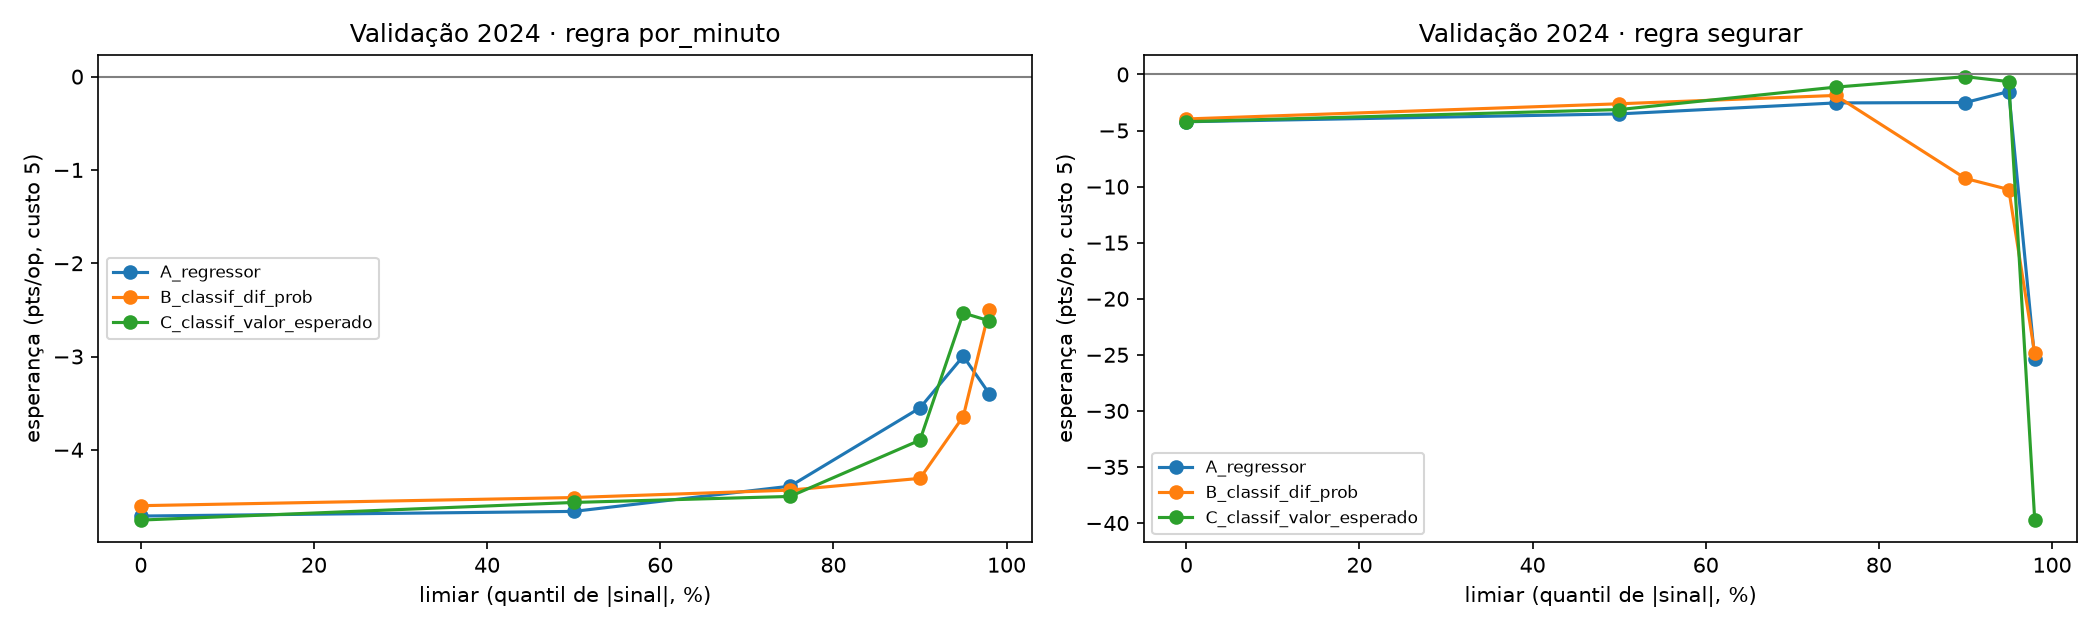 Validação 2024 · regra por_minuto
esperança (pts/op, custo 5)
0
−1
−2
−3
−4
A_regressor
B_classif_dif_prob
C_classif_valor_esperado
0 20 40 60 80 100
limiar (quantil de |sinal|, %)
Validação 2024 · regra segurar
esperança (pts/op, custo 5)
0
−5
−10
−15
−20
−25
−30
−35
−40
A_regressor
B_classif_dif_prob
C_classif_valor_esperado
0 20 40 60 80 100
limiar (quantil de |sinal|, %)